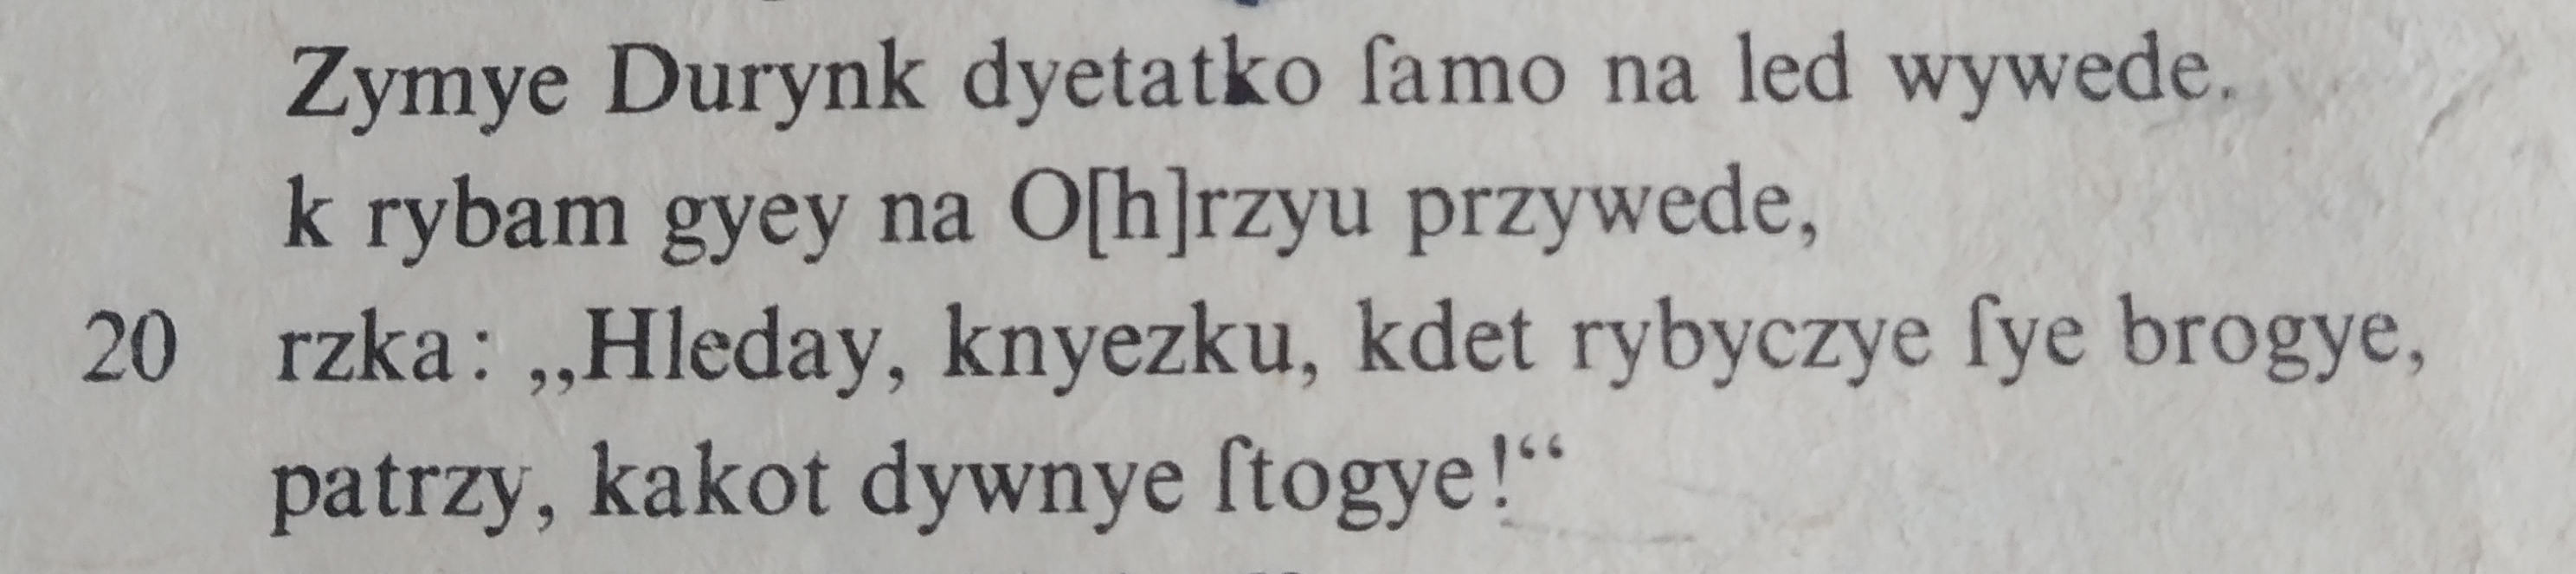 Zymye Durynk dyetatko ſamo na led wywede.
k rybam gyey na O[h]rzyu przywede,
20 rzka: „Hleday, knyezku, kdet rybyczye ſye brogye,
patrzy, kakot dywnye ſtogye!“